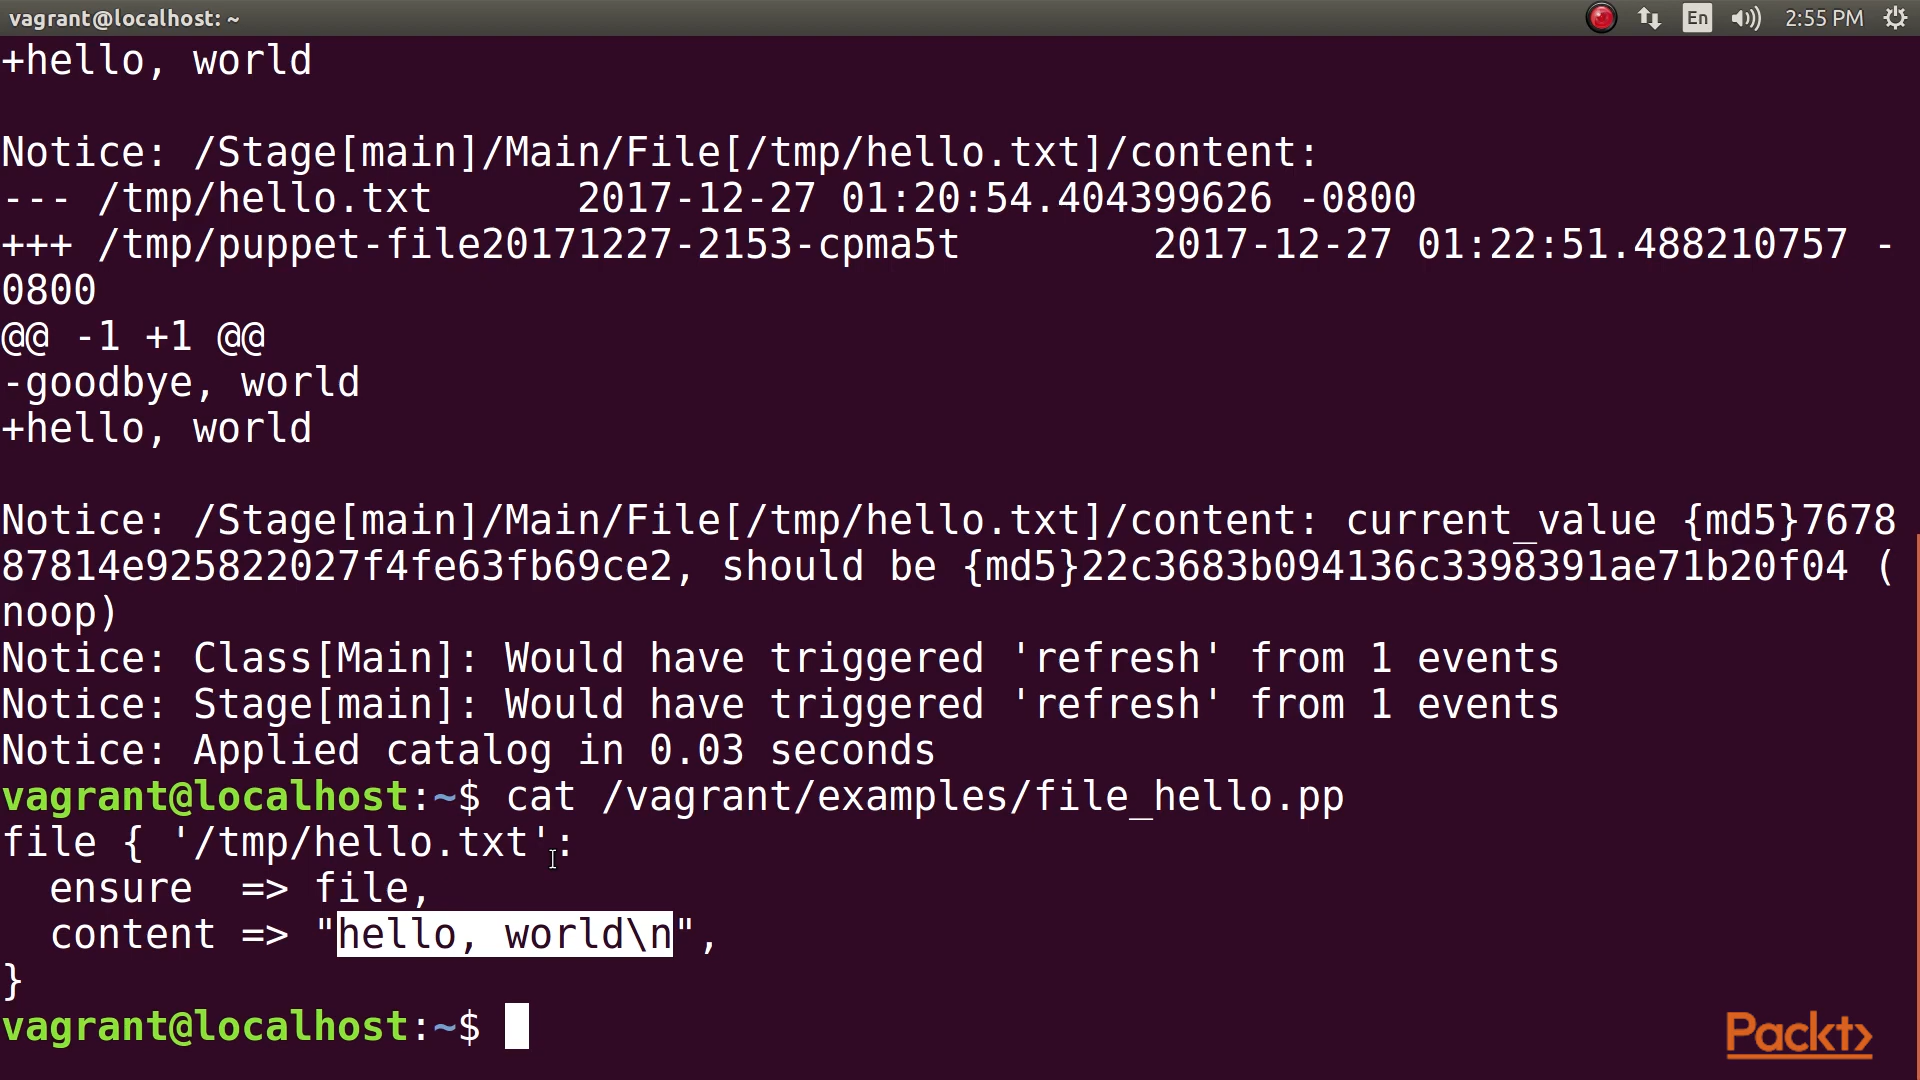 vagrant@localhost: ~
En
2:55 PM
+hello, world
Notice: /Stage[main]/Main/File[/tmp/hello.txt]/content:
--- /tmp/hello.txt      2017-12-27 01:20:54.404399626 -0800
+++ /tmp/puppet-file20171227-2153-cpma5t        2017-12-27 01:22:51.488210757 -
0800
@@ -1 +1 @@
-goodbye, world
+hello, world
Notice: /Stage[main]/Main/File[/tmp/hello.txt]/content: current_value {md5}7678
87814e925822027f4fe63fb69ce2, should be {md5}22c3683b094136c3398391ae71b20f04 (
noop)
Notice: Class[Main]: Would have triggered 'refresh' from 1 events
Notice: Stage[main]: Would have triggered 'refresh' from 1 events
Notice: Applied catalog in 0.03 seconds
vagrant@localhost:~$ cat /vagrant/examples/file_hello.pp
file { '/tmp/hello.txt':
  ensure  => file,
  content => "hello, world\n",
}
vagrant@localhost:~$
Packt>